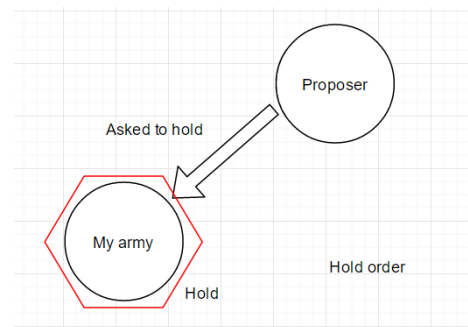 Proposer
Asked to hold
My army
Hold order
Hold